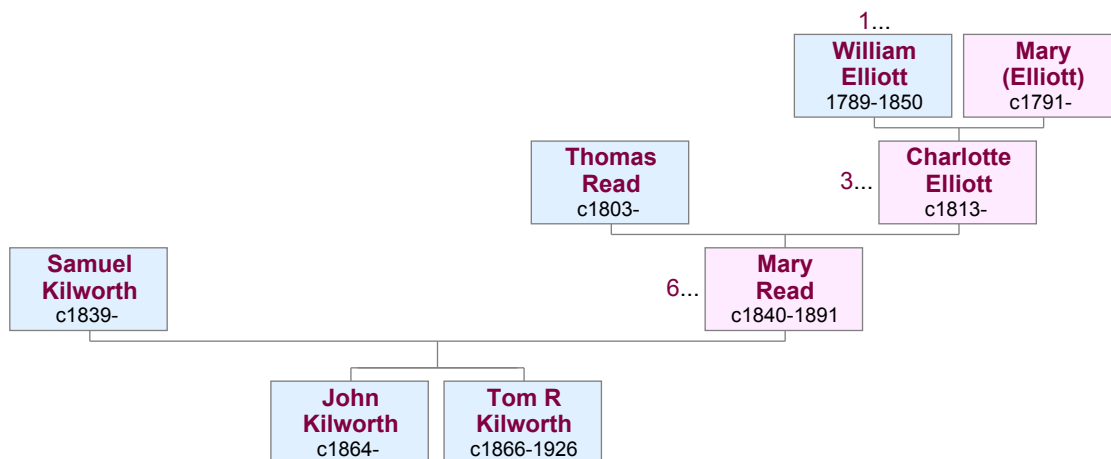 1...
William
Elliott
1789-1850
Mary
(Elliott)
c1791-
Thomas
Read
c1803-
3...
Charlotte
Elliott
c1813-
Samuel
Kilworth
c1839-
6...
Mary
Read
c1840-1891
John
Kilworth
c1864-
Tom R
Kilworth
c1866-1926